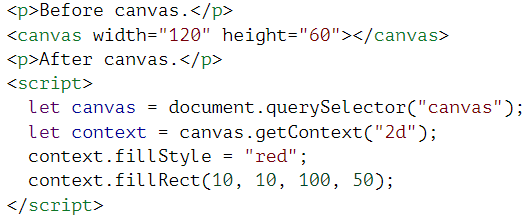 <p>Before canvas.</p>
<canvas width="120" height="60"></canvas>
<p>After canvas.</p>
<script>
  let canvas = document.querySelector("canvas");
  let context = canvas.getContext("2d");
  context.fillStyle = "red";
  context.fillRect(10, 10, 100, 50);
</script>